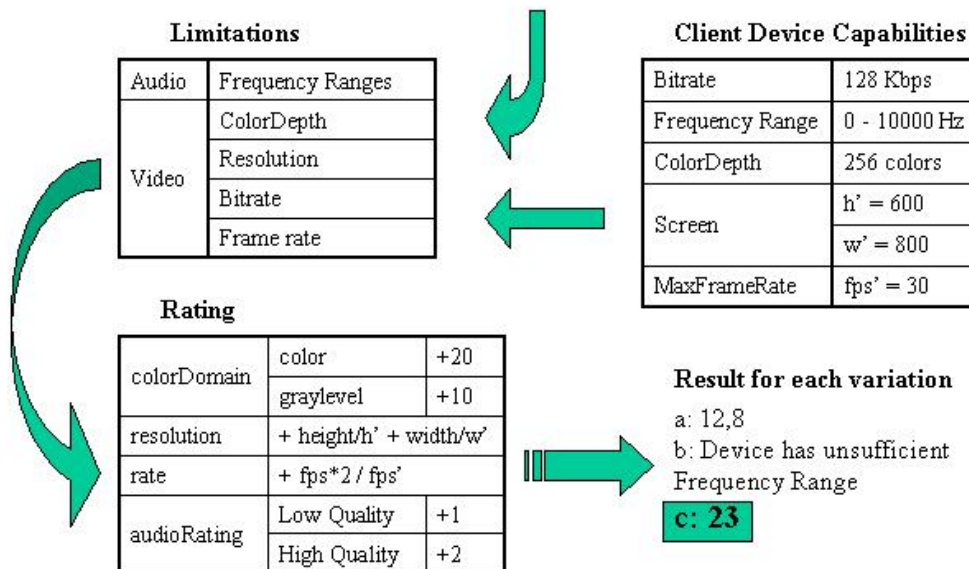 Limitations
Audio Frequency Ranges
Video ColorDepth
Resolution
Bitrate
Frame rate
Client Device Capabilities
Bitrate 128 Kbps
Frequency Range 0 - 10000 Hz
ColorDepth 256 colors
Screen h’ = 600
w’ = 800
MaxFrameRate fps’ = 30
Rating
colorDomain color +20
graylevel +10
resolution + height/h’ + width/w’
rate + fps*2 / fps’
audioRating Low Quality +1
High Quality +2
Result for each variation
a: 12,8
b: Device has unsufficient
Frequency Range
c: 23